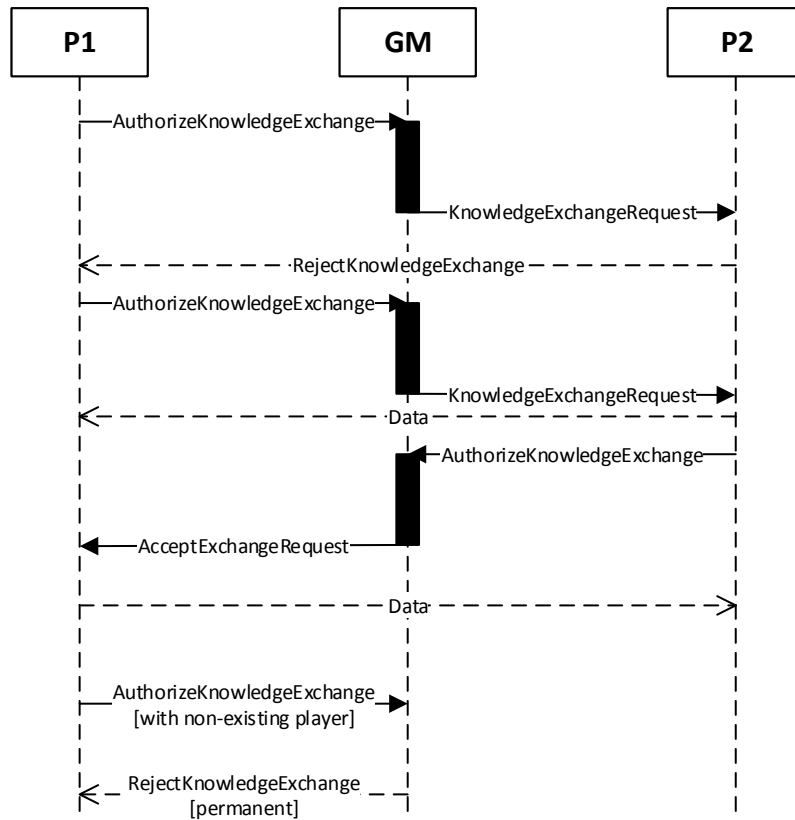 P1
GM
P2
AuthorizeKnowledgeExchange
KnowledgeExchangeRequest
RejectKnowledgeExchange
AuthorizeKnowledgeExchange
KnowledgeExchangeRequest
Data
AuthorizeKnowledgeExchange
AcceptExchangeRequest
Data
AuthorizeKnowledgeExchange
[with non-existing player]
RejectKnowledgeExchange
[permanent]